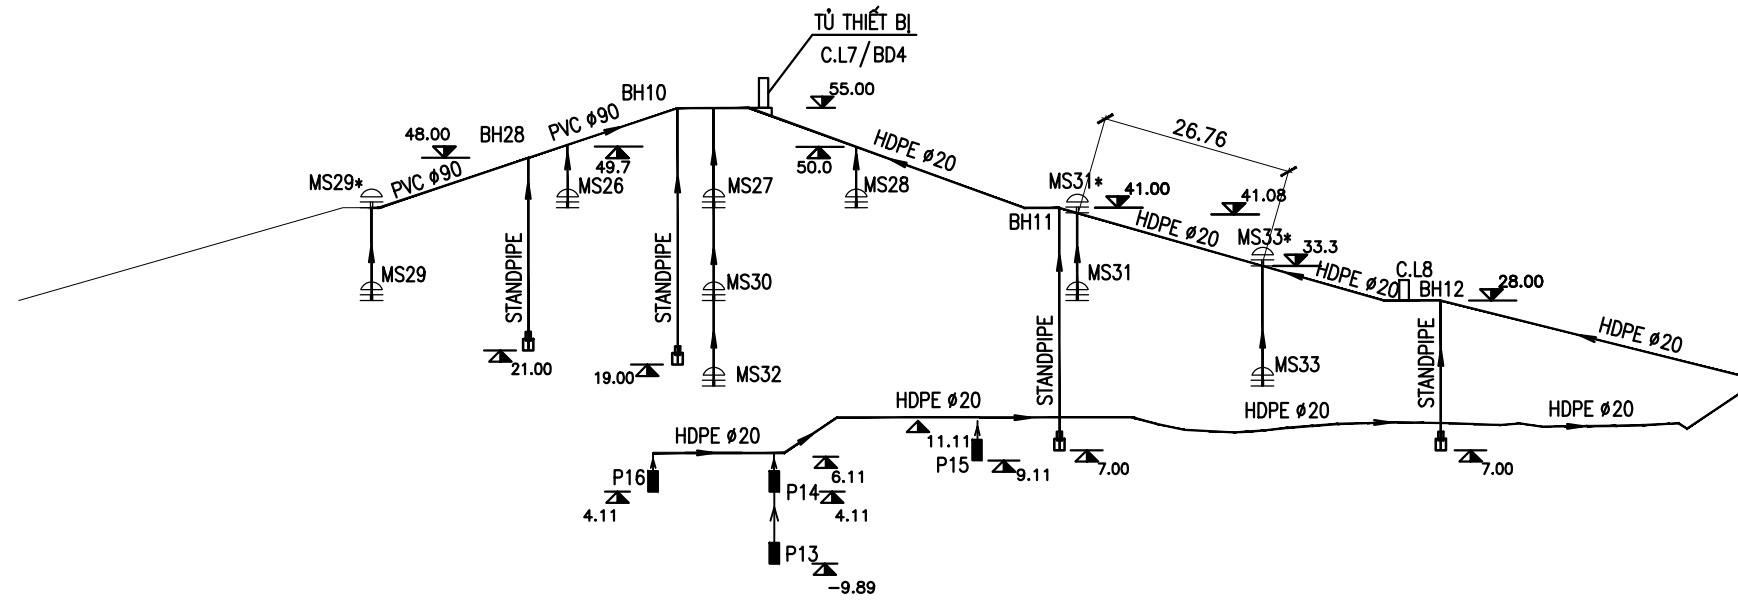 TỦ THIẾT BỊ
C.L7/BD4
BH10
55.00
PVC ø90
48.00
BH28
49.7
50.0
HDPE ø20
26.76
MS29*
PVC ø90
MS26
MS27
MS28
MS31*
41.00
41.08
BH11
HDPE ø20
MS33*
33.3
STANDPIPE
STANDPIPE
MS29
MS30
MS31
HDPE ø20
C.L8
BH12
28.00
HDPE ø20
STANDPIPE
STANDPIPE
21.00
19.00
MS32
MS33
HDPE ø20
HDPE ø20
HDPE ø20
HDPE ø20
11.11
P16
P14
6.11
P15
9.11
7.00
7.00
4.11
4.11
P13
-9.89